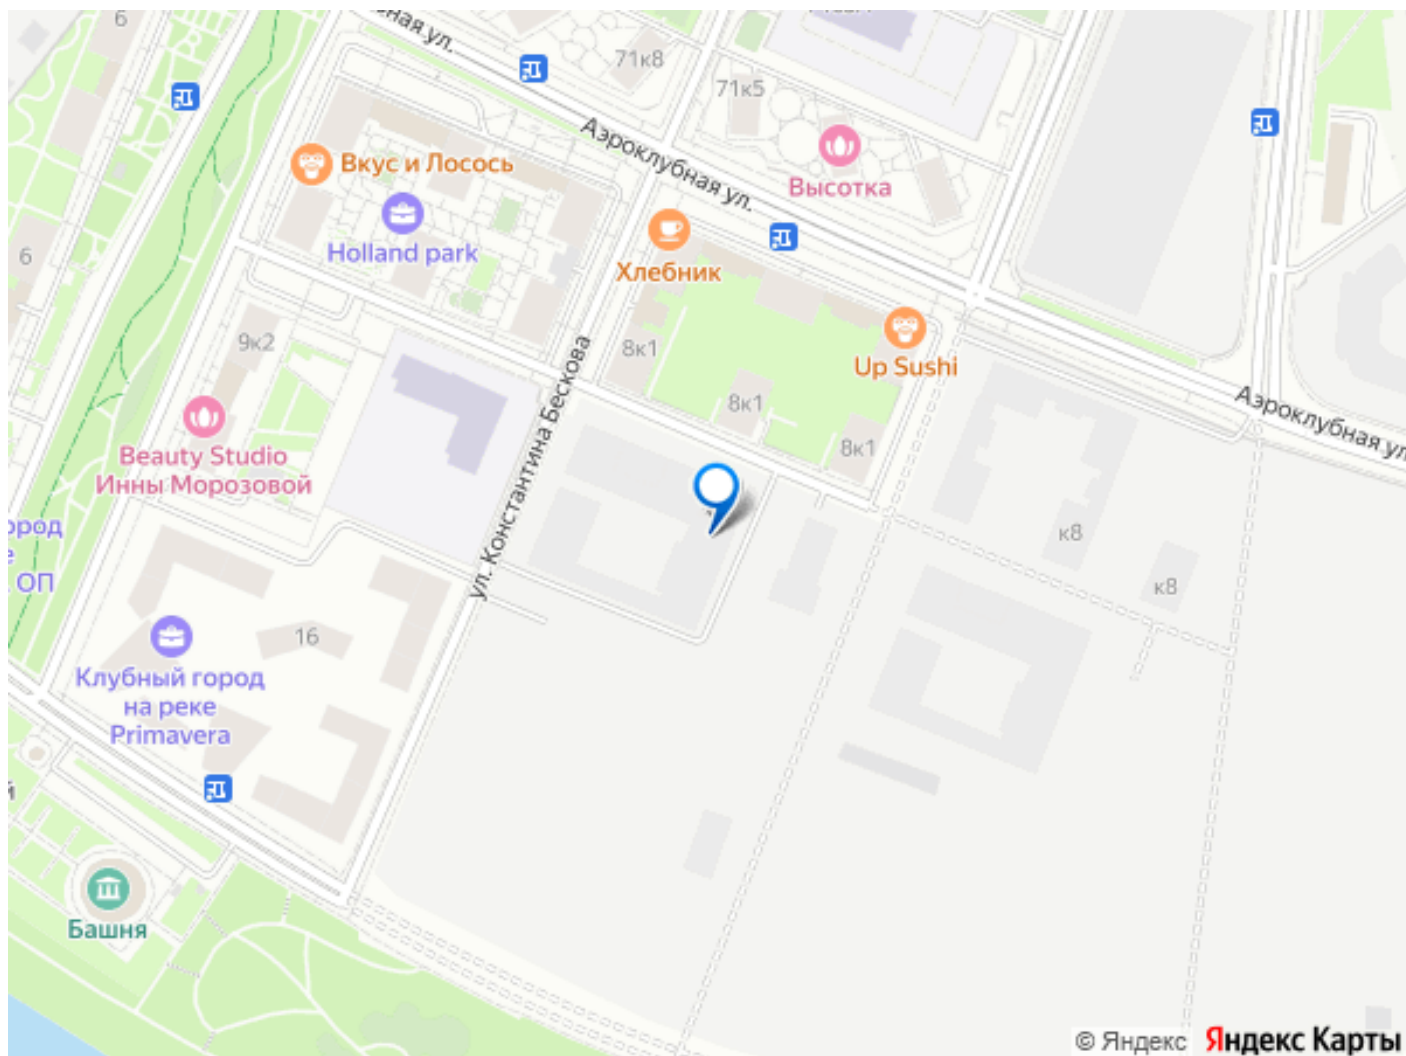 6
71к8
71к5
Аэроклубная ул.
Вкус и Лосось
Высотка
Holland park
Хлебник
6
9к2
8к1
Up Sushi
8к1
8к1
Аэроклубная ул.
ул. Константина Бескова
Beauty Studio
Инны Морозовой
ОП
к8
к8
16
Клубный город
на реке
Primavera
Башня
© Яндекс Яндекс Карты